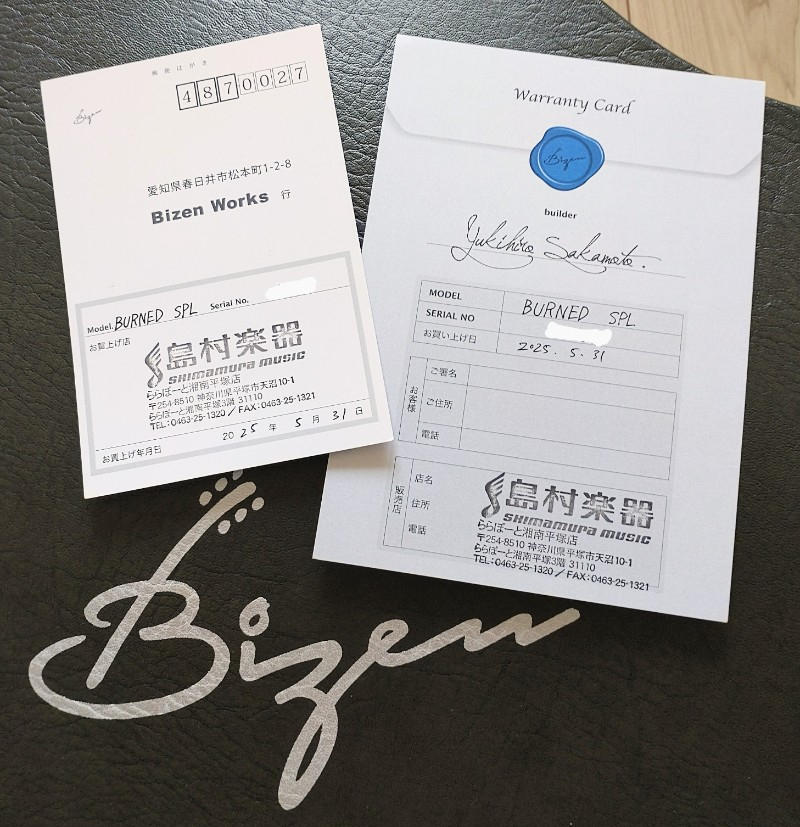 郵便はがき
4870027
Bizen
愛知県春日井市松本町1-2-8
Bizen Works 行
Model. BURNED SPL Serial No.
お買上げ店
島村楽器
SHIMAMURA MUSIC
ららぽーと湘南平塚店
〒254-8510 神奈川県平塚市天沼10-1
ららぽーと湘南平塚3階 31110
TEL:0463-25-1320/FAX:0463-25-1321
お買上げ年月日 2025 年 5 月 31 日
Warranty Card
Bizen
builder
Yukihiro Sakamoto.
MODEL BURNED SPL
SERIAL NO
お買い上げ日 2025. 5. 31
お客様
ご署名
ご住所
電話
販売店
店名
住所
電話
島村楽器
SHIMAMURA MUSIC
ららぽーと湘南平塚店
〒254-8510 神奈川県平塚市天沼10-1
ららぽーと湘南平塚3階 31110
TEL:0463-25-1320/FAX:0463-25-1321
Bizen